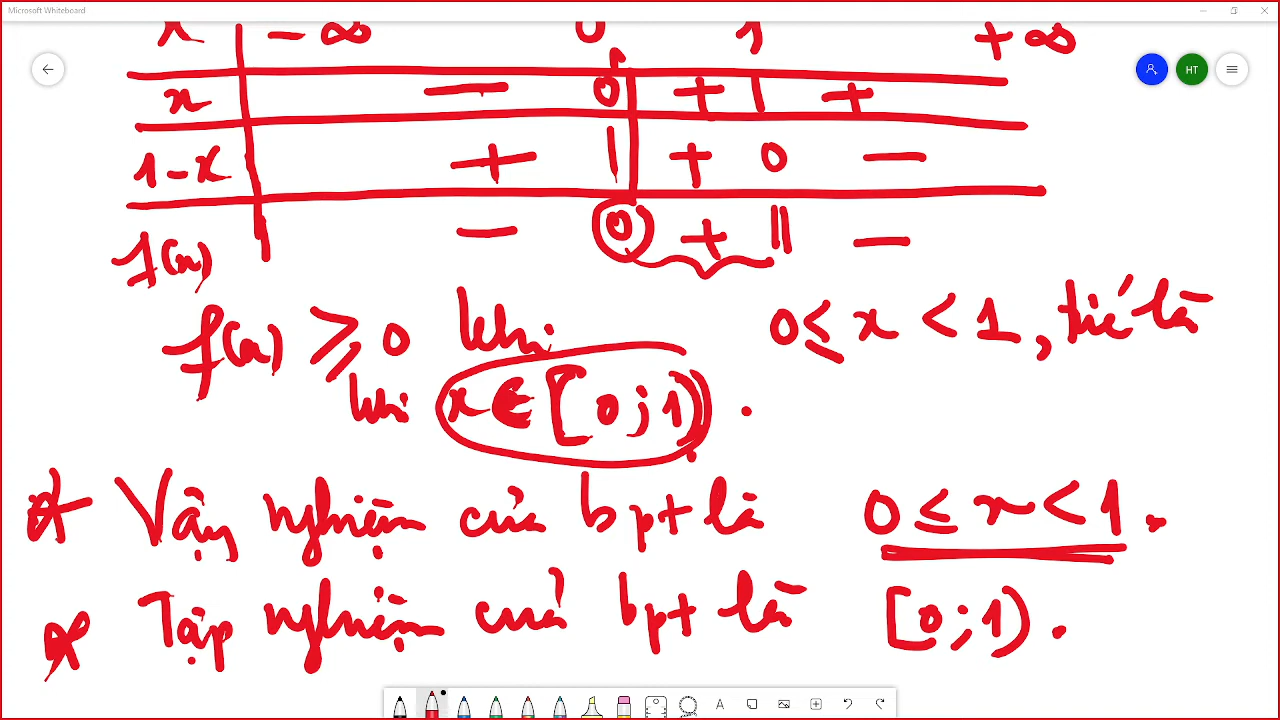 Microsoft Whiteboard
x -∞ 0 1 +∞
HT
x - 0 + | +
1-x + | + 0 -
f(x) - 0 + || -
f(x) ≥ 0 khi 0 ≤ x < 1, tức là
khi x ∈ [0;1).
* Vậy nghiệm của bpt là 0 ≤ x < 1.
* Tập nghiệm của bpt là [0;1).
A